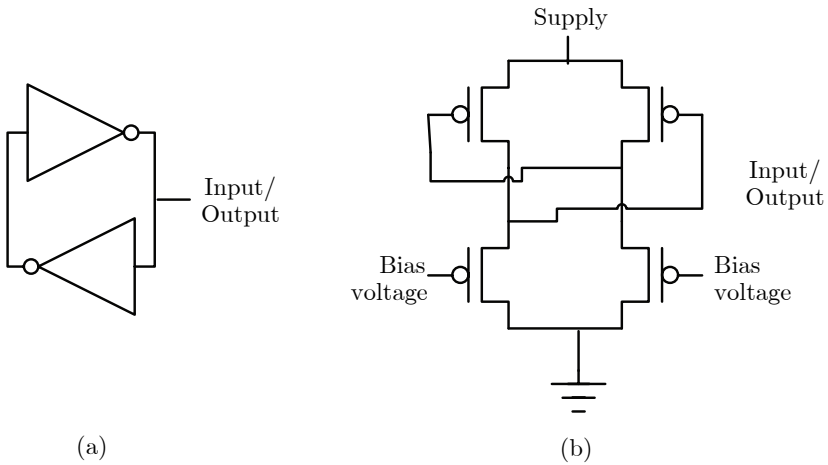 Supply
Input/
Output
Input/
Output
Bias
voltage
Bias
voltage
(a)
(b)